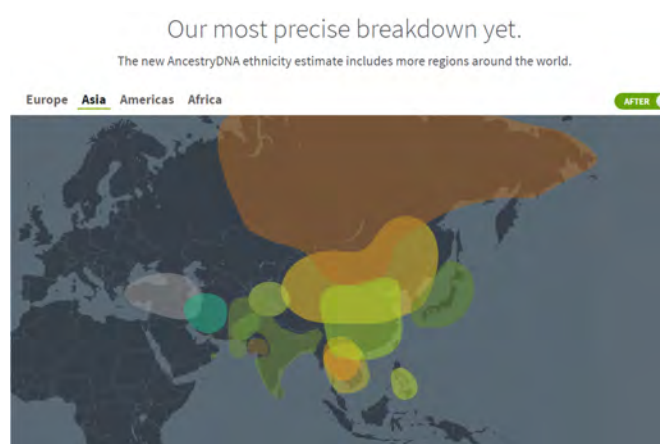 Our most precise breakdown yet.
The new AncestryDNA ethnicity estimate includes more regions around the world.
Europe Asia Americas Africa
AFTER